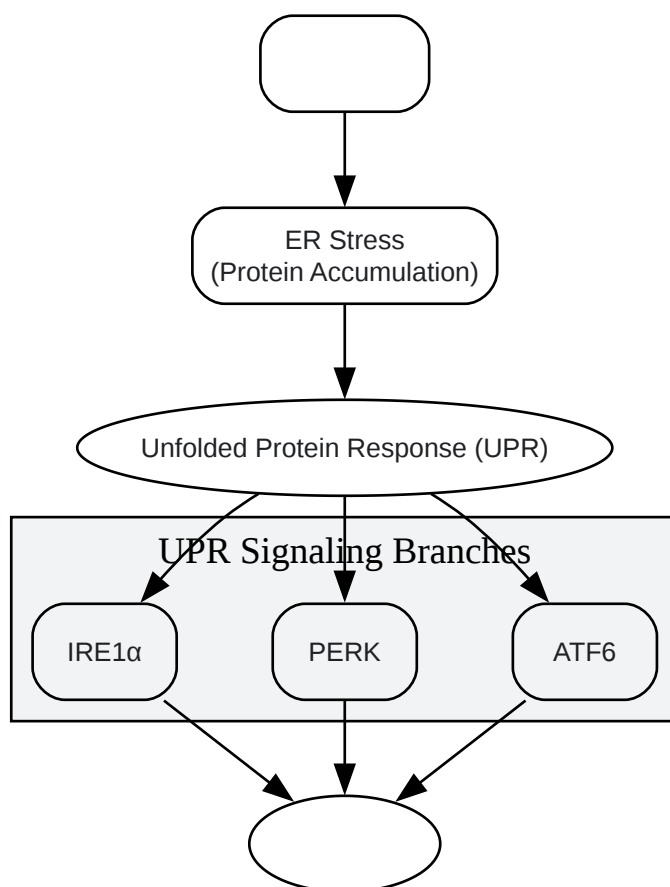 ER Stress
(Protein Accumulation)
Unfolded Protein Response (UPR)
UPR Signaling Branches
IRE1α
PERK
ATF6